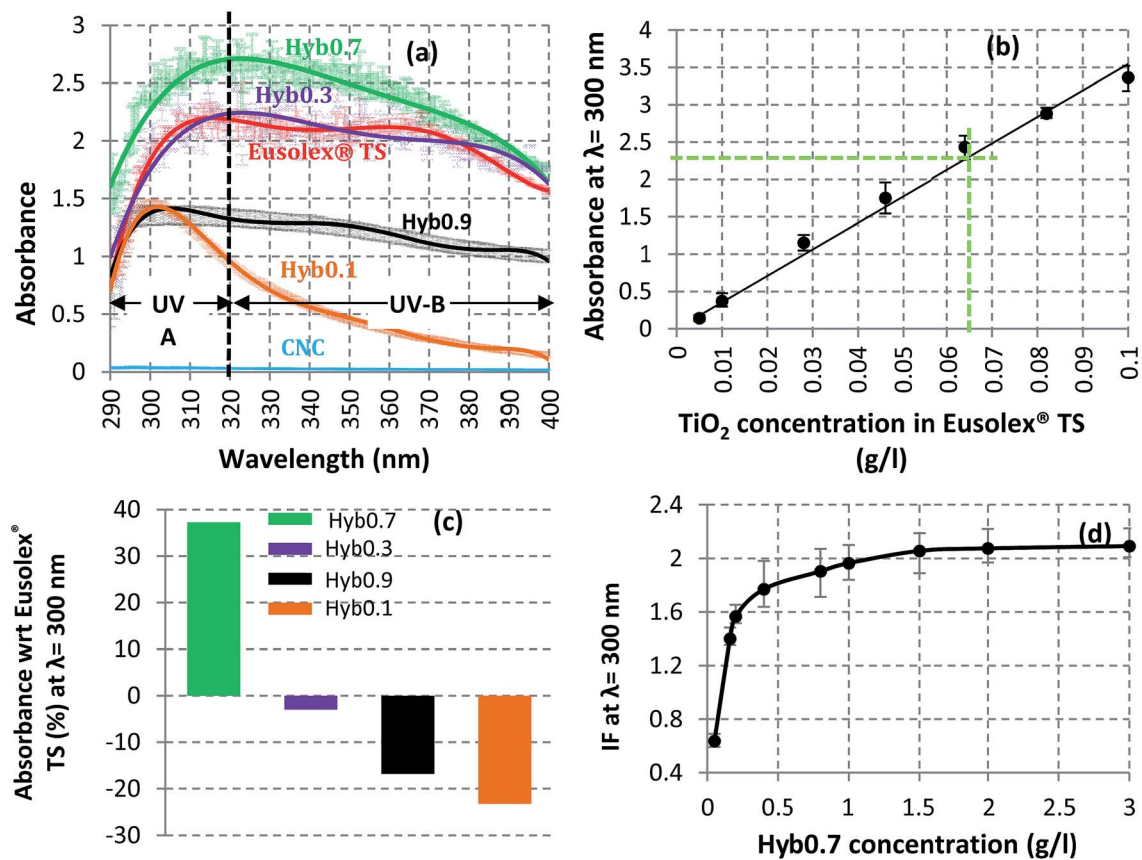 (a)
3
2.5
2
1.5
1
0.5
0
Absorbance
Hyb0.7
Hyb0.3
Eusolex® TS
Hyb0.9
Hyb0.1
UV
A
UV-B
CNC
290 300 310 320 330 340 350 360 370 380 390 400
Wavelength (nm)
(b)
4
3.5
3
2.5
2
1.5
1
0.5
0
Absorbance at λ= 300 nm
0 0.01 0.02 0.03 0.04 0.05 0.06 0.07 0.08 0.09 0.1
TiO₂ concentration in Eusolex® TS
(g/l)
(c)
40
30
20
10
0
-10
-20
-30
Absorbance wrt Eusolex®
TS (%) at λ= 300 nm
Hyb0.7
Hyb0.3
Hyb0.9
Hyb0.1
(d)
2.4
2
1.6
1.2
0.8
0.4
IF at λ= 300 nm
0 0.5 1 1.5 2 2.5 3
Hyb0.7 concentration (g/l)